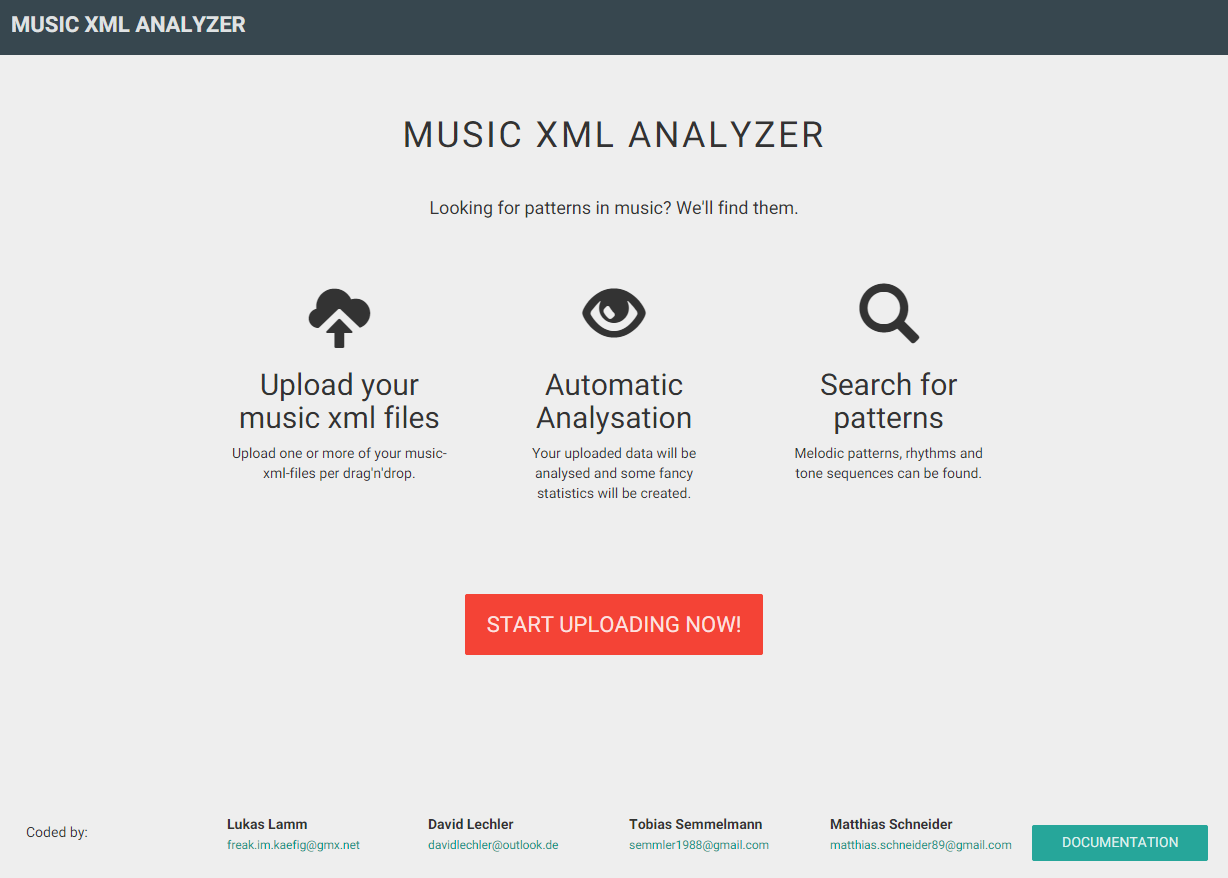 MUSIC XML ANALYZER
MUSIC XML ANALYZER
Looking for patterns in music? We'll find them.
Upload your
music xml files
Upload one or more of your music-
xml-files per drag'n'drop.
Automatic
Analysation
Your uploaded data will be
analysed and some fancy
statistics will be created.
Search for
patterns
Melodic patterns, rhythms and
tone sequences can be found.
START UPLOADING NOW!
Coded by:
Lukas Lamm
freak.im.kaefig@gmx.net
David Lechler
davidlechler@outlook.de
Tobias Semmelmann
semmler1988@gmail.com
Matthias Schneider
matthias.schneider89@gmail.com
DOCUMENTATION